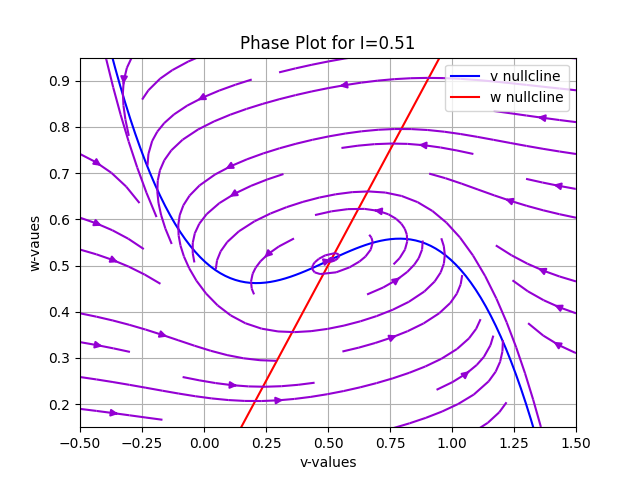 Phase Plot for I=0.51
v nullcline
w nullcline
0.9
0.8
0.7
0.6
0.5
0.4
0.3
0.2
w-vaues
−0.50 −0.25 0.00 0.25 0.50 0.75 1.00 1.25 1.50
v-values